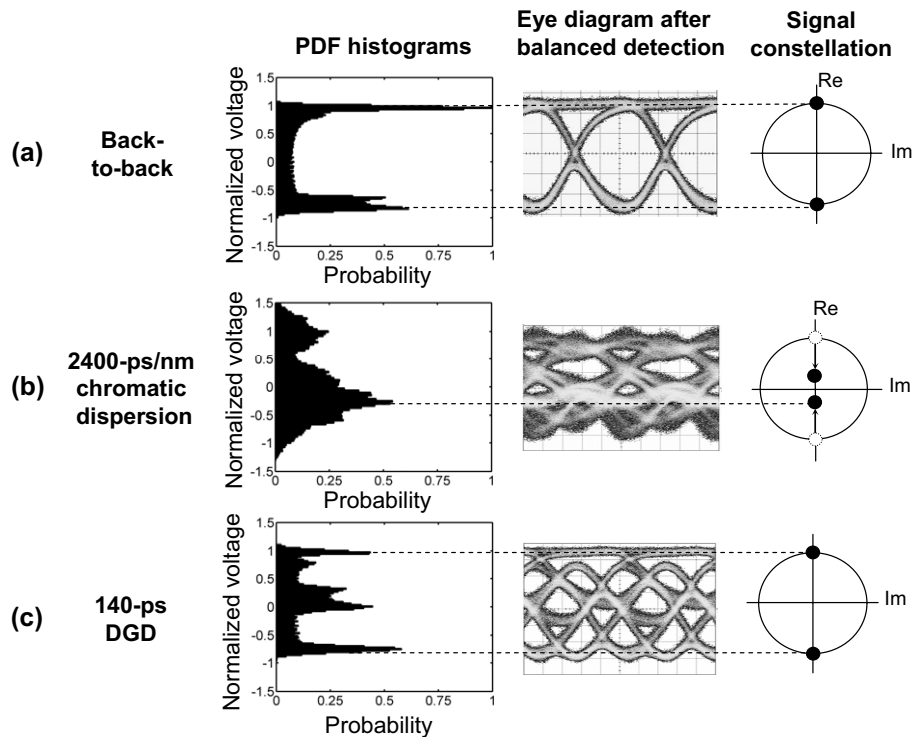 PDF histograms
Eye diagram after
balanced detection
Signal
constellation
(a)
Back-
to-back
Normalized voltage
1.5
1
0.5
0
-0.5
-1
-1.5
0
0.25
0.5
0.75
1
Probability
Re
Im
(b)
2400-ps/nm
chromatic
dispersion
Normalized voltage
1.5
1
0.5
0
-0.5
-1
-1.5
0
0.25
0.5
0.75
1
Probability
Re
Im
(c)
140-ps
DGD
Normalized voltage
1.5
1
0.5
0
-0.5
-1
-1.5
0
0.25
0.5
0.75
1
Probability
Im